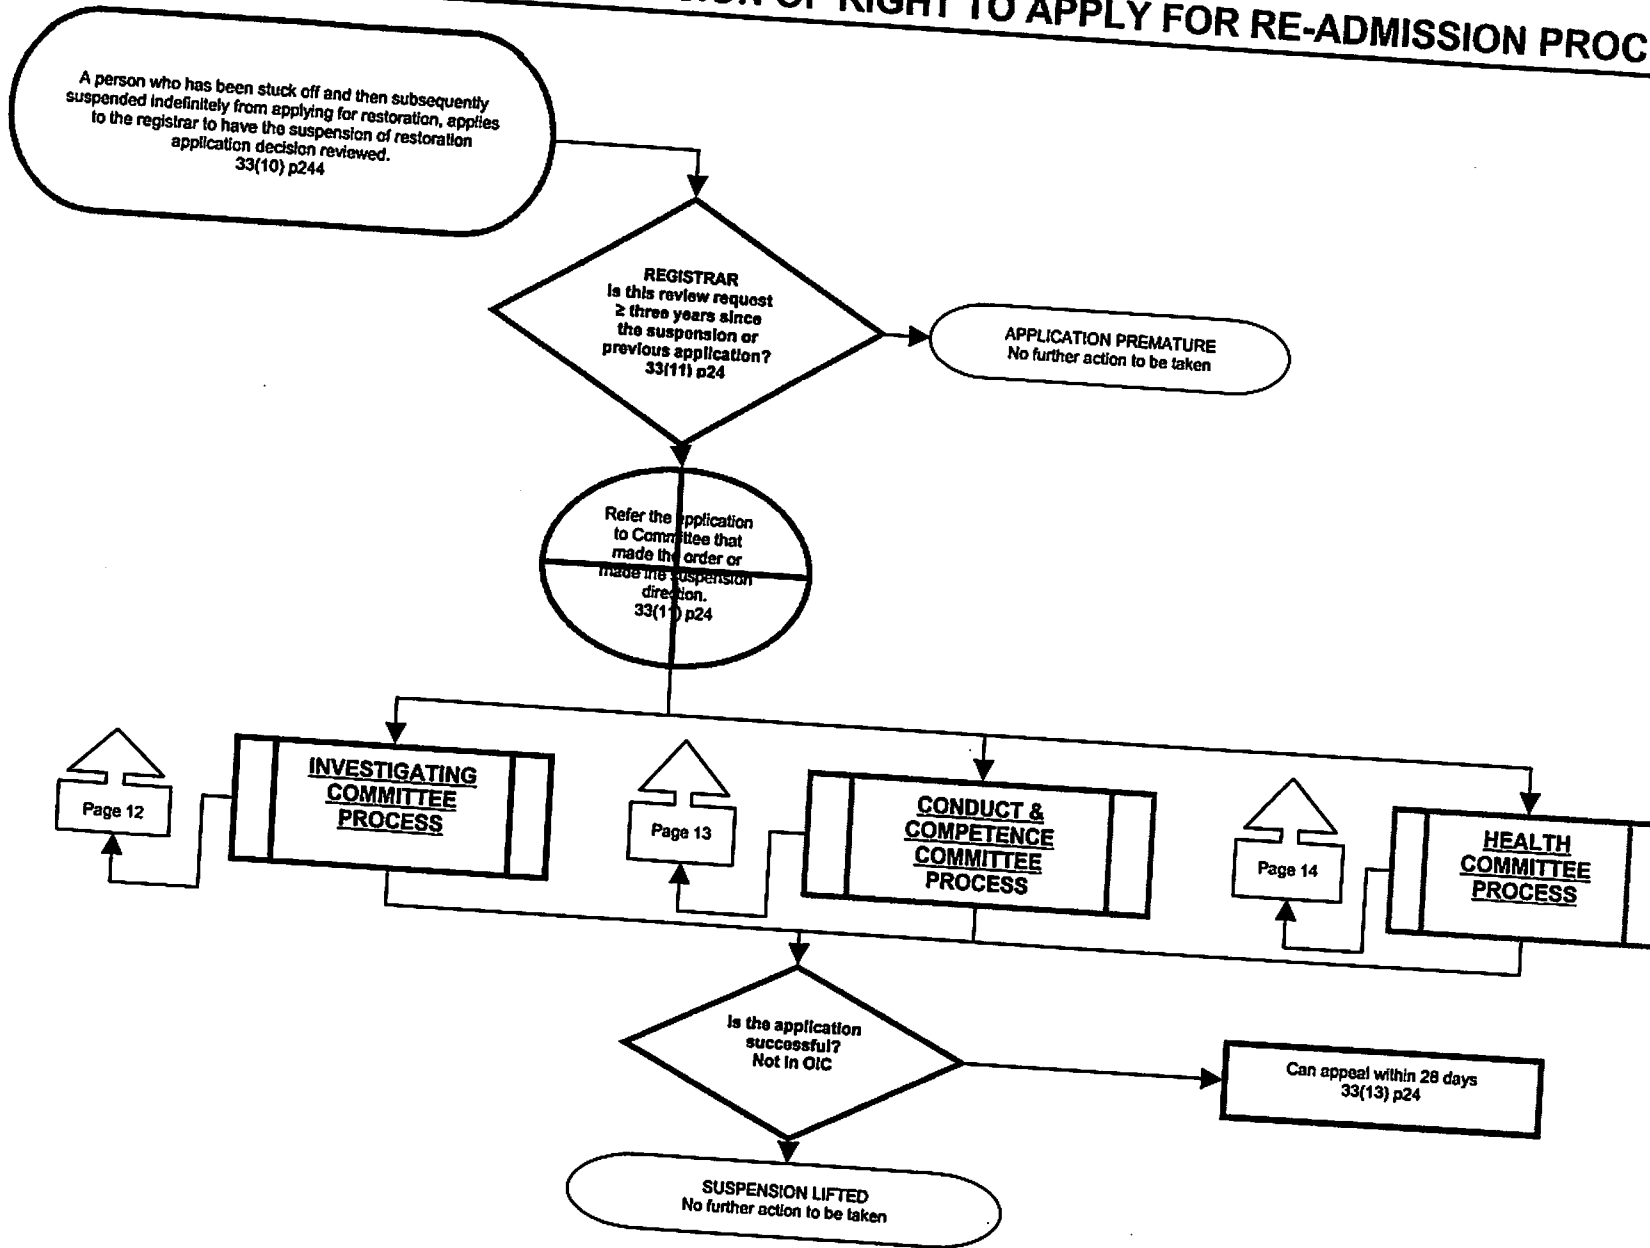 OF RIGHT TO APPLY FOR RE-ADMISSION
A person who has been stuck off and then subsequently
suspended indefinitely from applying for restoration, applies
to the registrar to have the suspension of restoration
application decision reviewed.
33(10) p244
REGISTRAR
Is this review request
≥ three years since
the suspension or
previous application?
33(11) p24
APPLICATION PREMATURE
No further action to be taken
Refer the application
to Committee that
made the order or
made the suspension
direction.
33(11) p24
Page 12
INVESTIGATING
COMMITTEE
PROCESS
Page 13
CONDUCT &
COMPETENCE
COMMITTEE
PROCESS
Page 14
HEALTH
COMMITTEE
PROCESS
Is the application
successful?
Not in OIC
Can appeal within 28 days
33(13) p24
SUSPENSION LIFTED
No further action to be taken